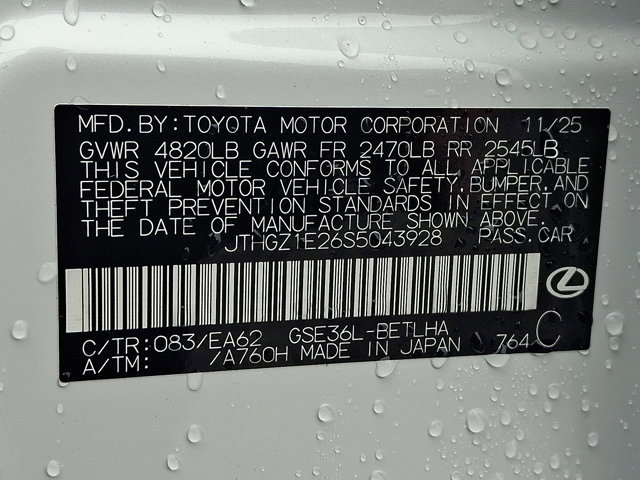 MFD.BY:TOYOTA MOTOR CORPORATION 11/25
GVWR 4820LB GAWR FR 2470LB RR 2545LB
THIS VEHICLE CONFORMS TO ALL APPLICABLE
FEDERAL MOTOR VEHICLE SAFETY,BUMPER,AND
THEFT PREVENTION STANDARDS IN EFFECT ON
THE DATE OF MANUFACTURE SHOWN ABOVE.
JTHGZ1E26S5043928 PASS.CAR
C/TR:083/EA62 GSE36L-BETLHA
A/TM: /A760H MADE IN JAPAN 764 C